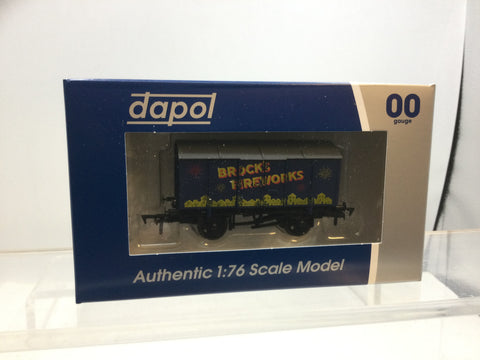 dapol
00
gauge
BROCK'S
FIREWORKS
Authentic 1:76 Scale Model